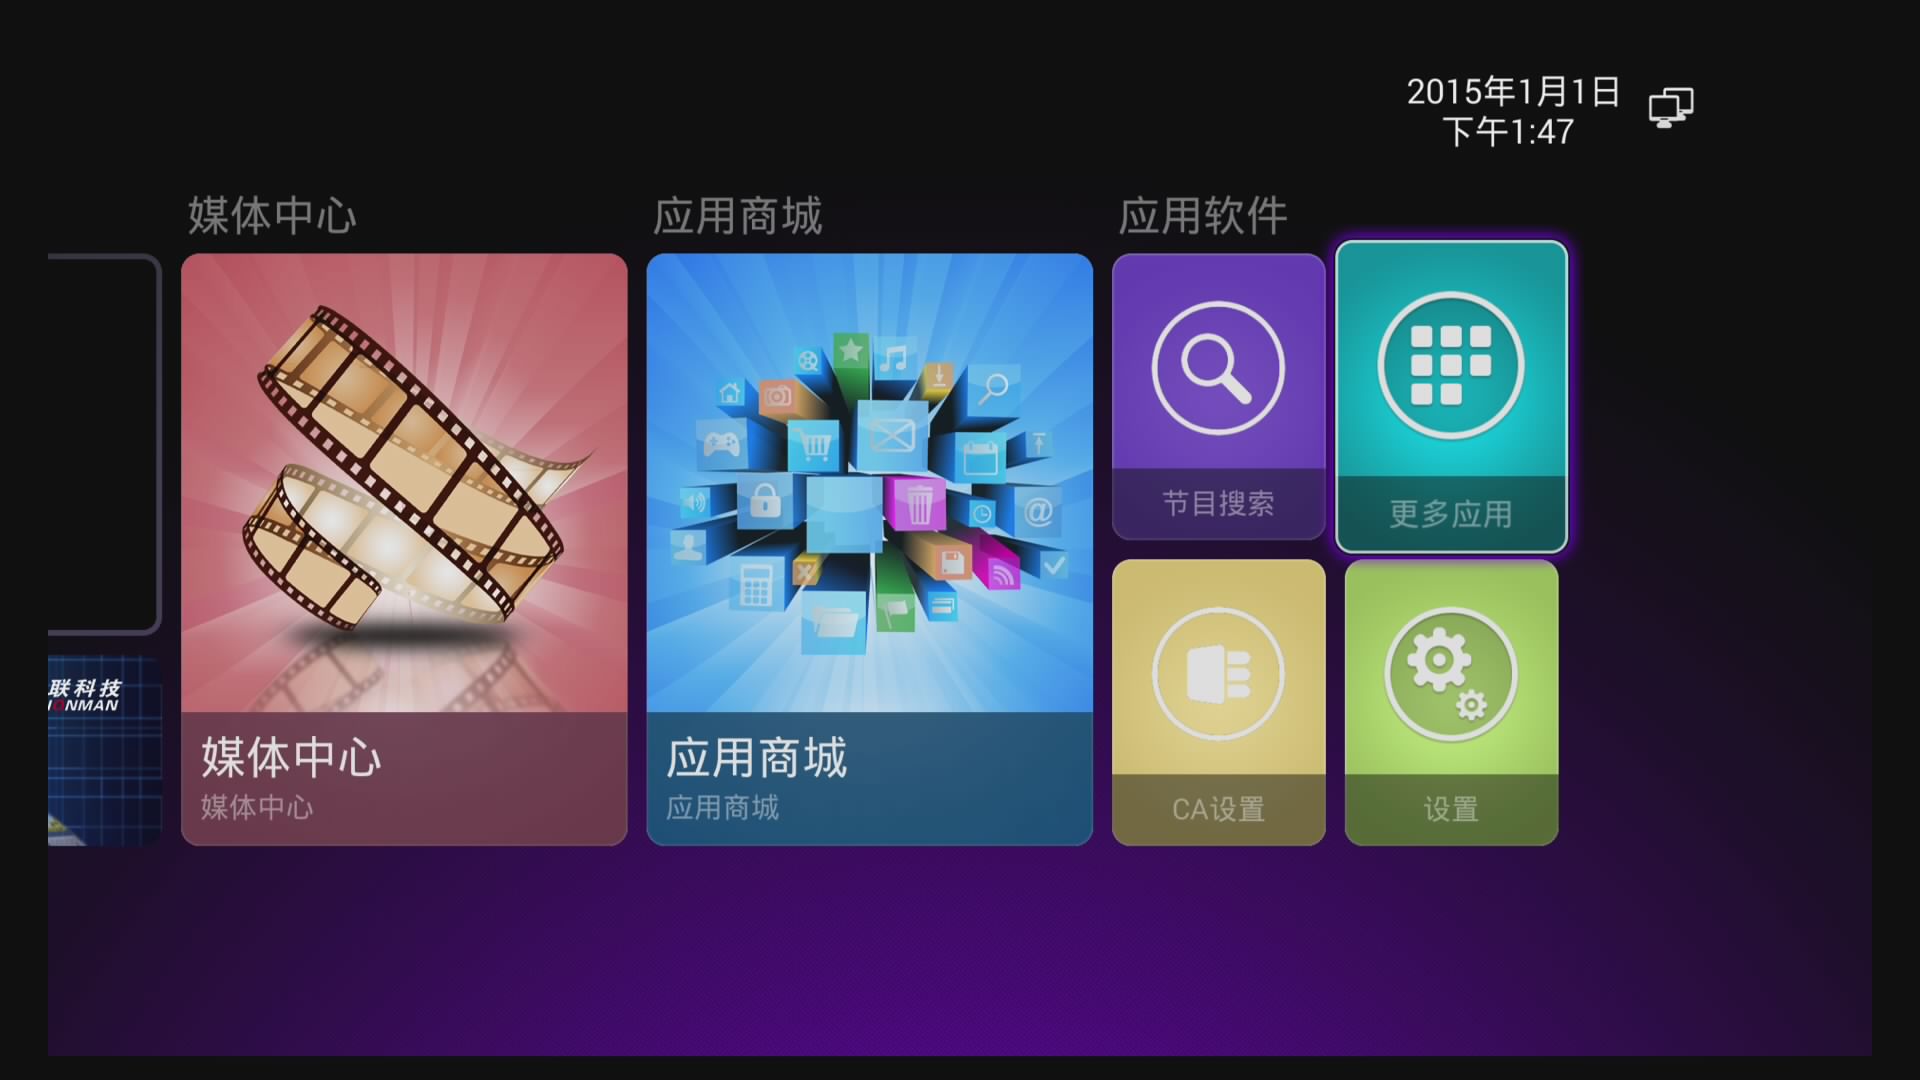 2015年1月1日
下午1:47
媒体中心
应用商城
应用软件
节目搜索
更多应用
联科技
ONMAN
媒体中心
媒体中心
应用商城
应用商城
CA设置
设置